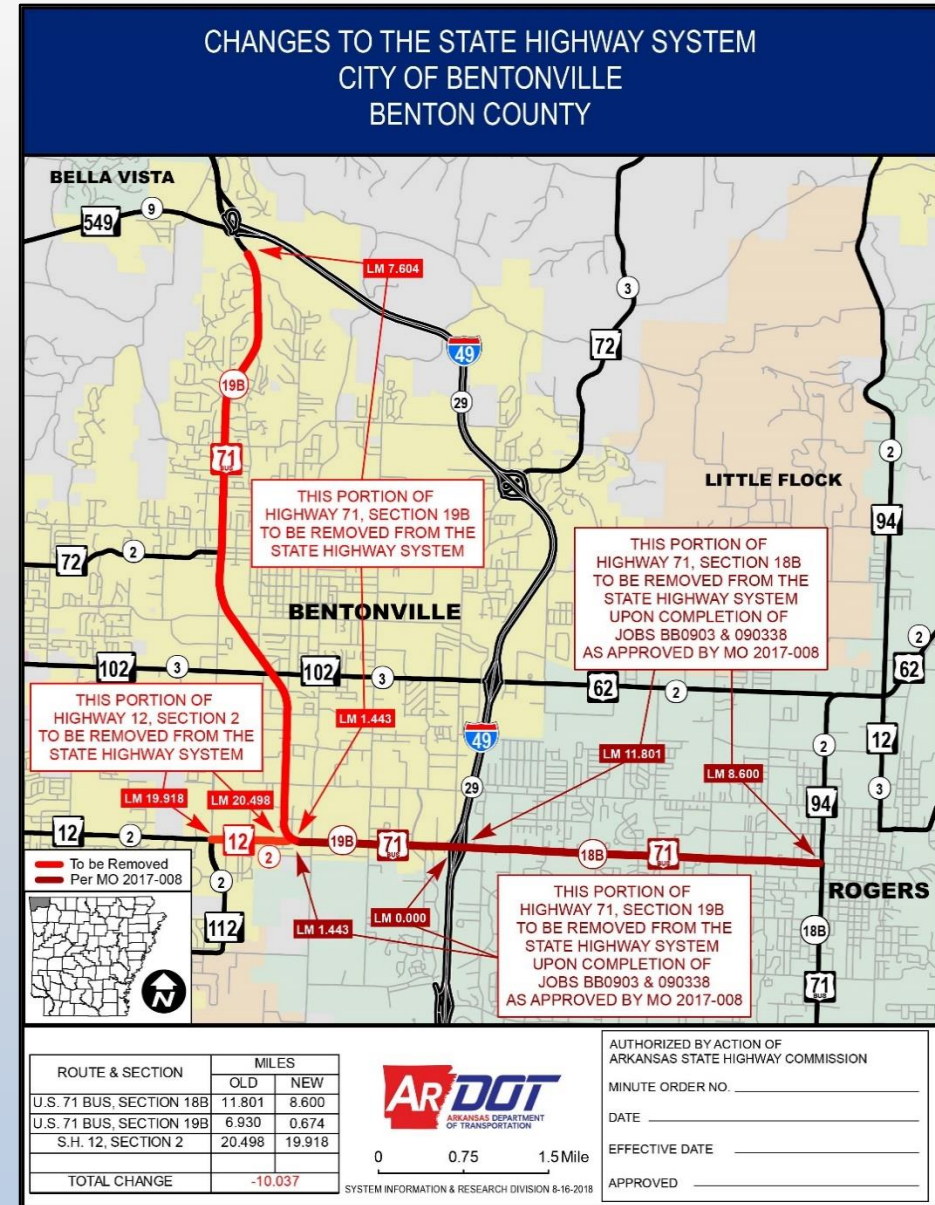 CHANGES TO THE STATE HIGHWAY SYSTEM
CITY OF BENTONVILLE
BENTON COUNTY
BELLA VISTA
549
9
LM 7.604
49
3
72
19B
29
71
BUS
2
LITTLE FLOCK
94
THIS PORTION OF
HIGHWAY 71, SECTION 19B
TO BE REMOVED FROM THE
STATE HIGHWAY SYSTEM
THIS PORTION OF
HIGHWAY 71, SECTION 18B
TO BE REMOVED FROM THE
STATE HIGHWAY SYSTEM
UPON COMPLETION OF
JOBS BB0903 & 090338
AS APPROVED BY MO 2017-008
72
2
BENTONVILLE
102
3
102
3
62
2
2
62
THIS PORTION OF
HIGHWAY 12, SECTION 2
TO BE REMOVED FROM THE
STATE HIGHWAY SYSTEM
LM 1.443
49
LM 11.801
2
12
LM 8.600
29
3
94
LM 19.918
LM 20.498
12
2
12
2
19B
71
BUS
18B
71
BUS
To be Removed
Per MO 2017-008
2
112
LM 1.443
LM 0.000
THIS PORTION OF
HIGHWAY 71, SECTION 19B
TO BE REMOVED FROM THE
STATE HIGHWAY SYSTEM
UPON COMPLETION OF
JOBS BB0903 & 090338
AS APPROVED BY MO 2017-008
ROGERS
18B
71
BUS
N
ROUTE & SECTION MILES
OLD NEW
U.S. 71 BUS, SECTION 18B 11.801 8.600
U.S. 71 BUS, SECTION 19B 6.930 0.674
S.H. 12, SECTION 2 20.498 19.918
TOTAL CHANGE -10.037
ARDOT
ARKANSAS DEPARTMENT
OF TRANSPORTATION
0 0.75 1.5 Mile
SYSTEM INFORMATION & RESEARCH DIVISION 8-16-2018
AUTHORIZED BY ACTION OF
ARKANSAS STATE HIGHWAY COMMISSION
MINUTE ORDER NO.
DATE
EFFECTIVE DATE
APPROVED